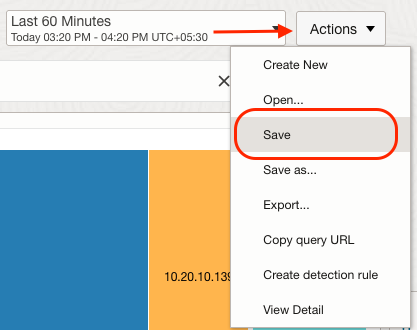 Last 60 Minutes
Today 03:20 PM - 04:20 PM UTC+05:30
Actions
Create New
Open...
Save
Save as...
Export...
Copy query URL
Create detection rule
View Detail
10.20.10.139